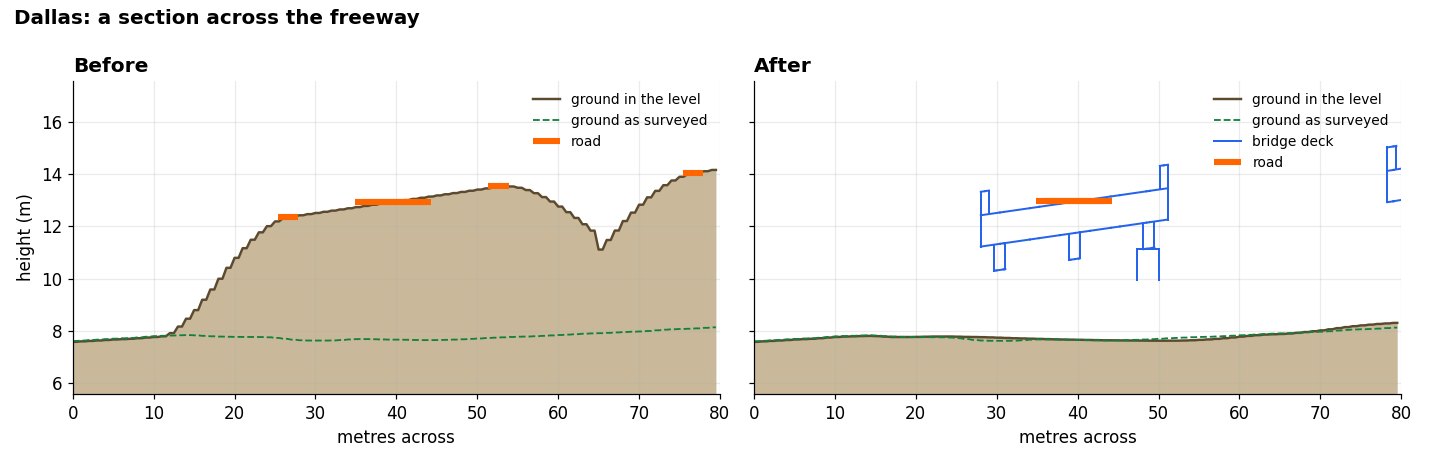 Dallas: a section across the freeway
Before
ground in the level
ground as surveyed
road
16
14
12
10
8
6
height (m)
0 10 20 30 40 50 60 70 80
metres across
After
ground in the level
ground as surveyed
bridge deck
road
0 10 20 30 40 50 60 70 80
metres across